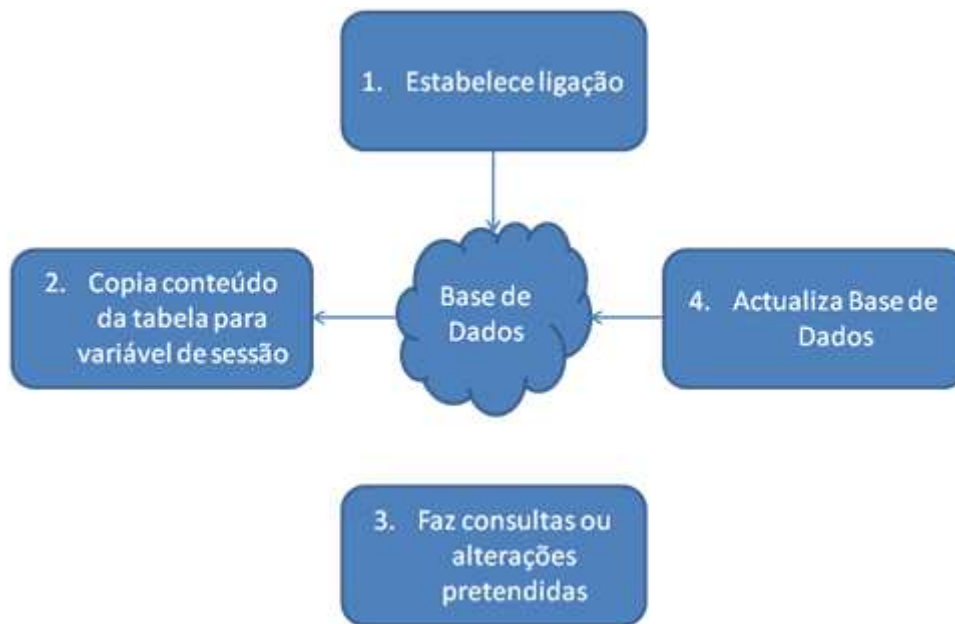 1. Estabelece ligação
2. Copia conteúdo
da tabela para
variável de sessão
Base de
Dados
4. Actualiza Base de
Dados
3. Faz consultas ou
alterações
pretendidas